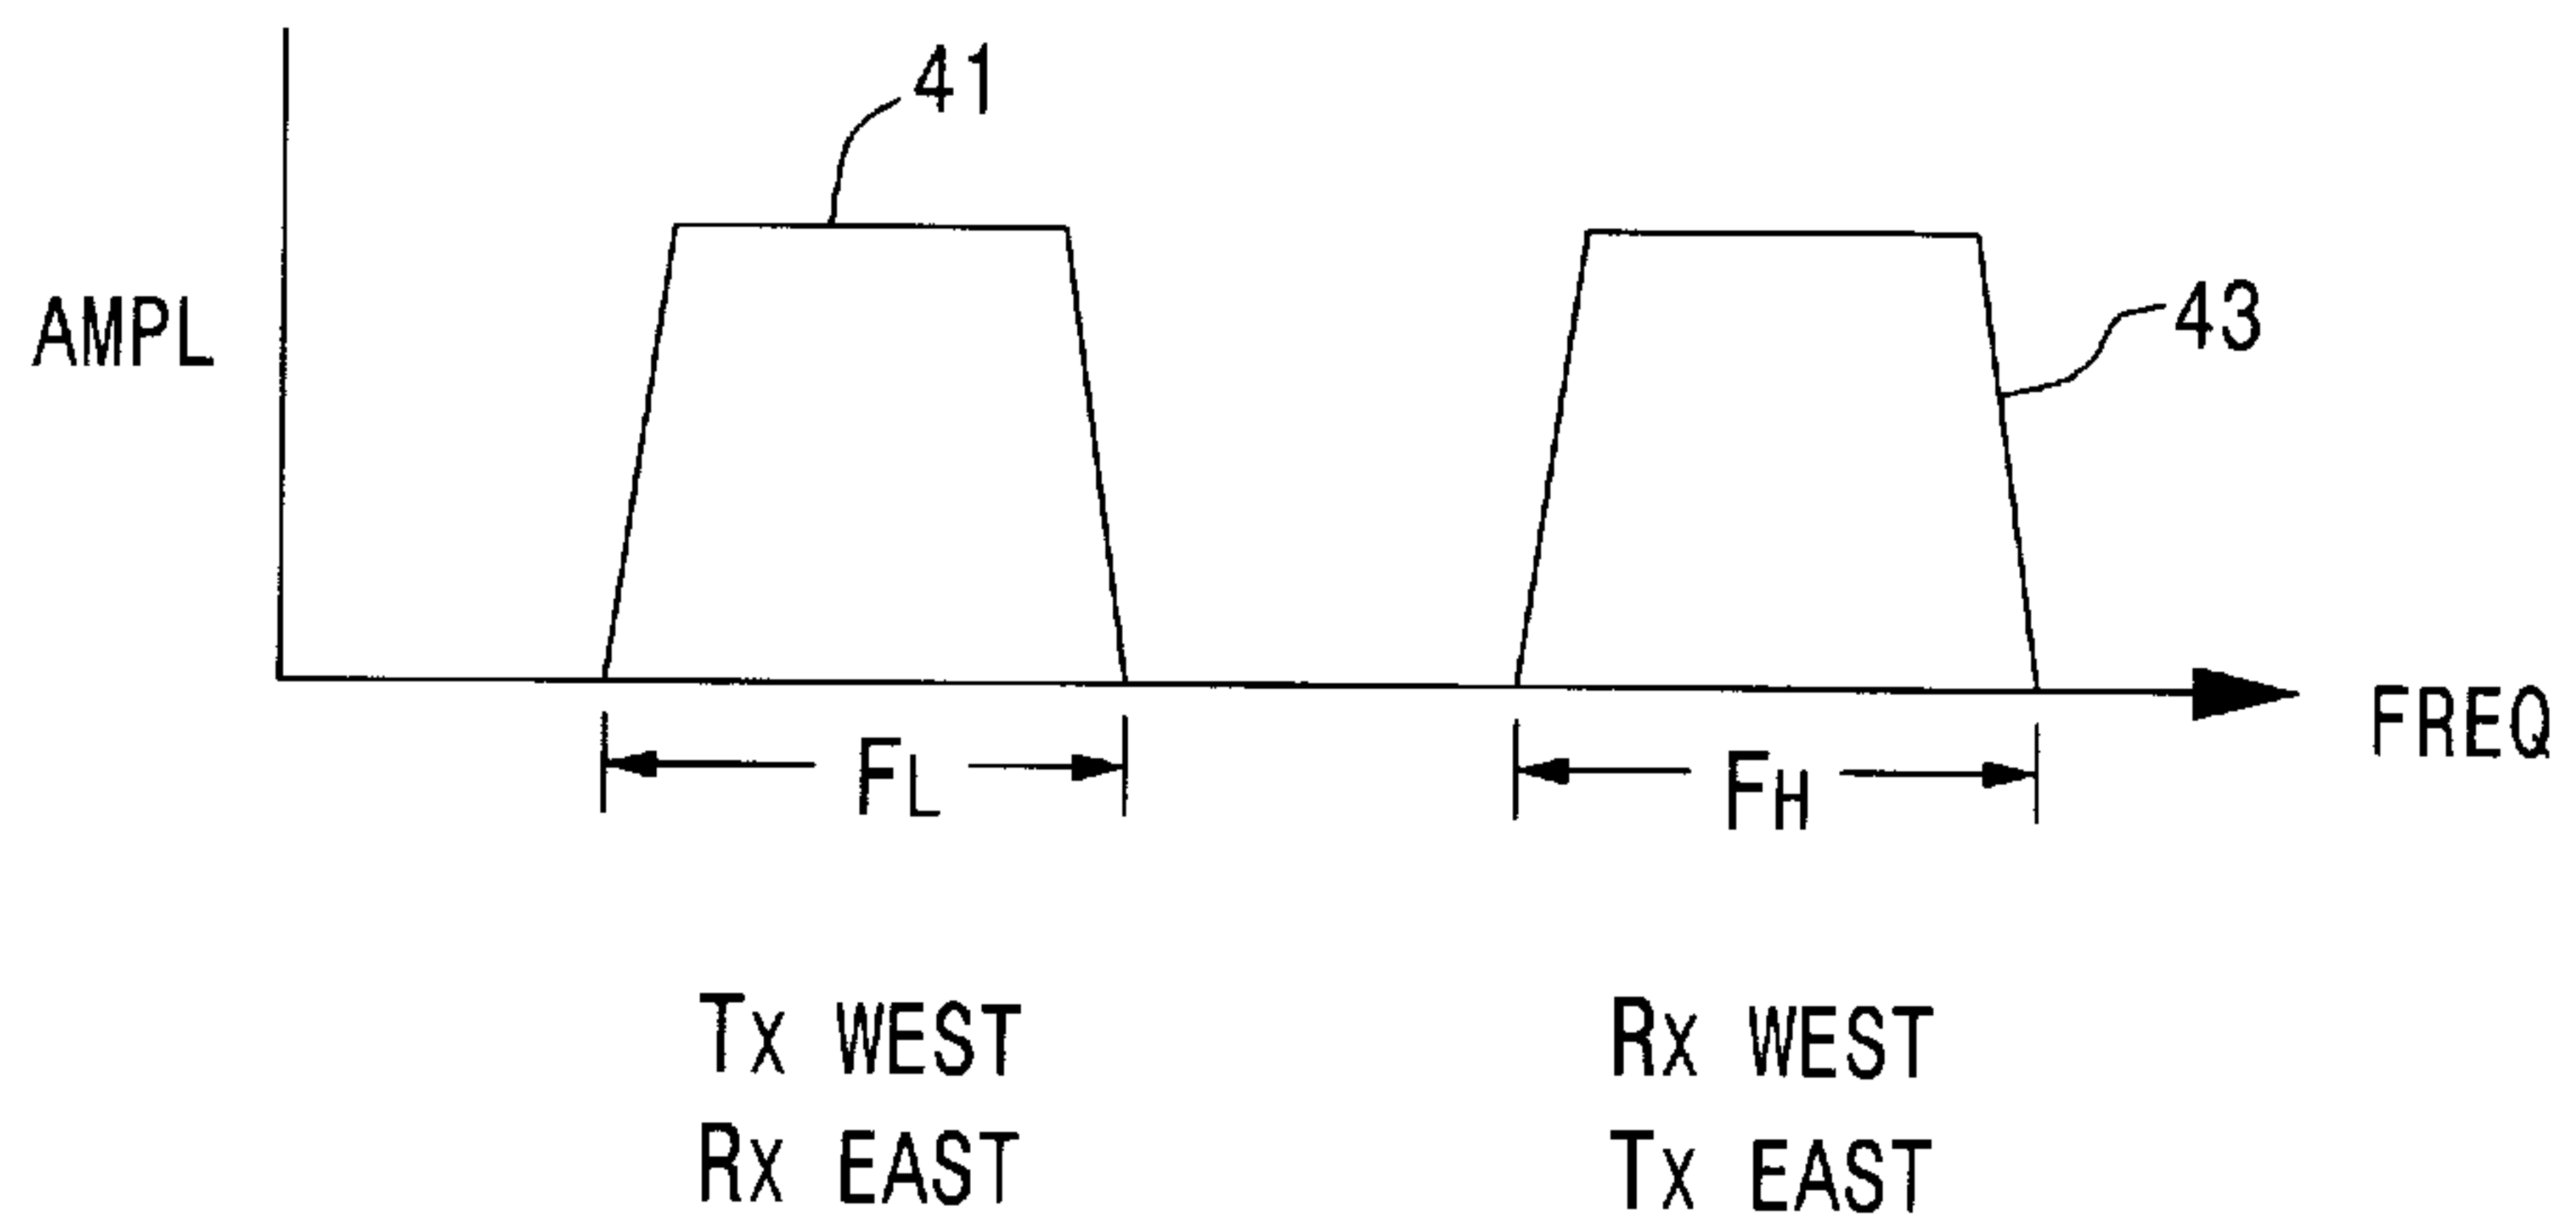 41
AMPL
43
FL
FH
FREQ
Tx WEST
Rx EAST
Rx WEST
Tx EAST